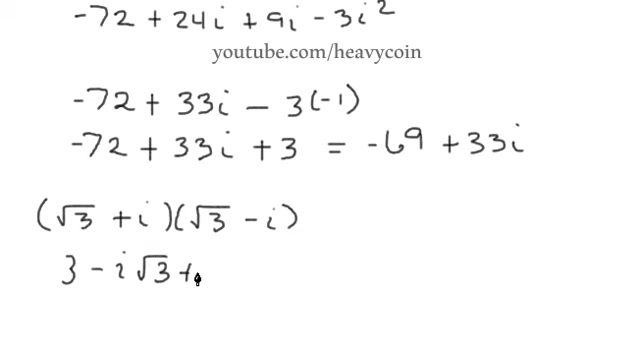 -72 + 24i + 9i - 3i²
youtube.com/heavycoin
-72 + 33i - 3(-1)
-72 + 33i + 3 = -69 + 33i
(√3 + i)(√3 - i)
3 - i√3 +